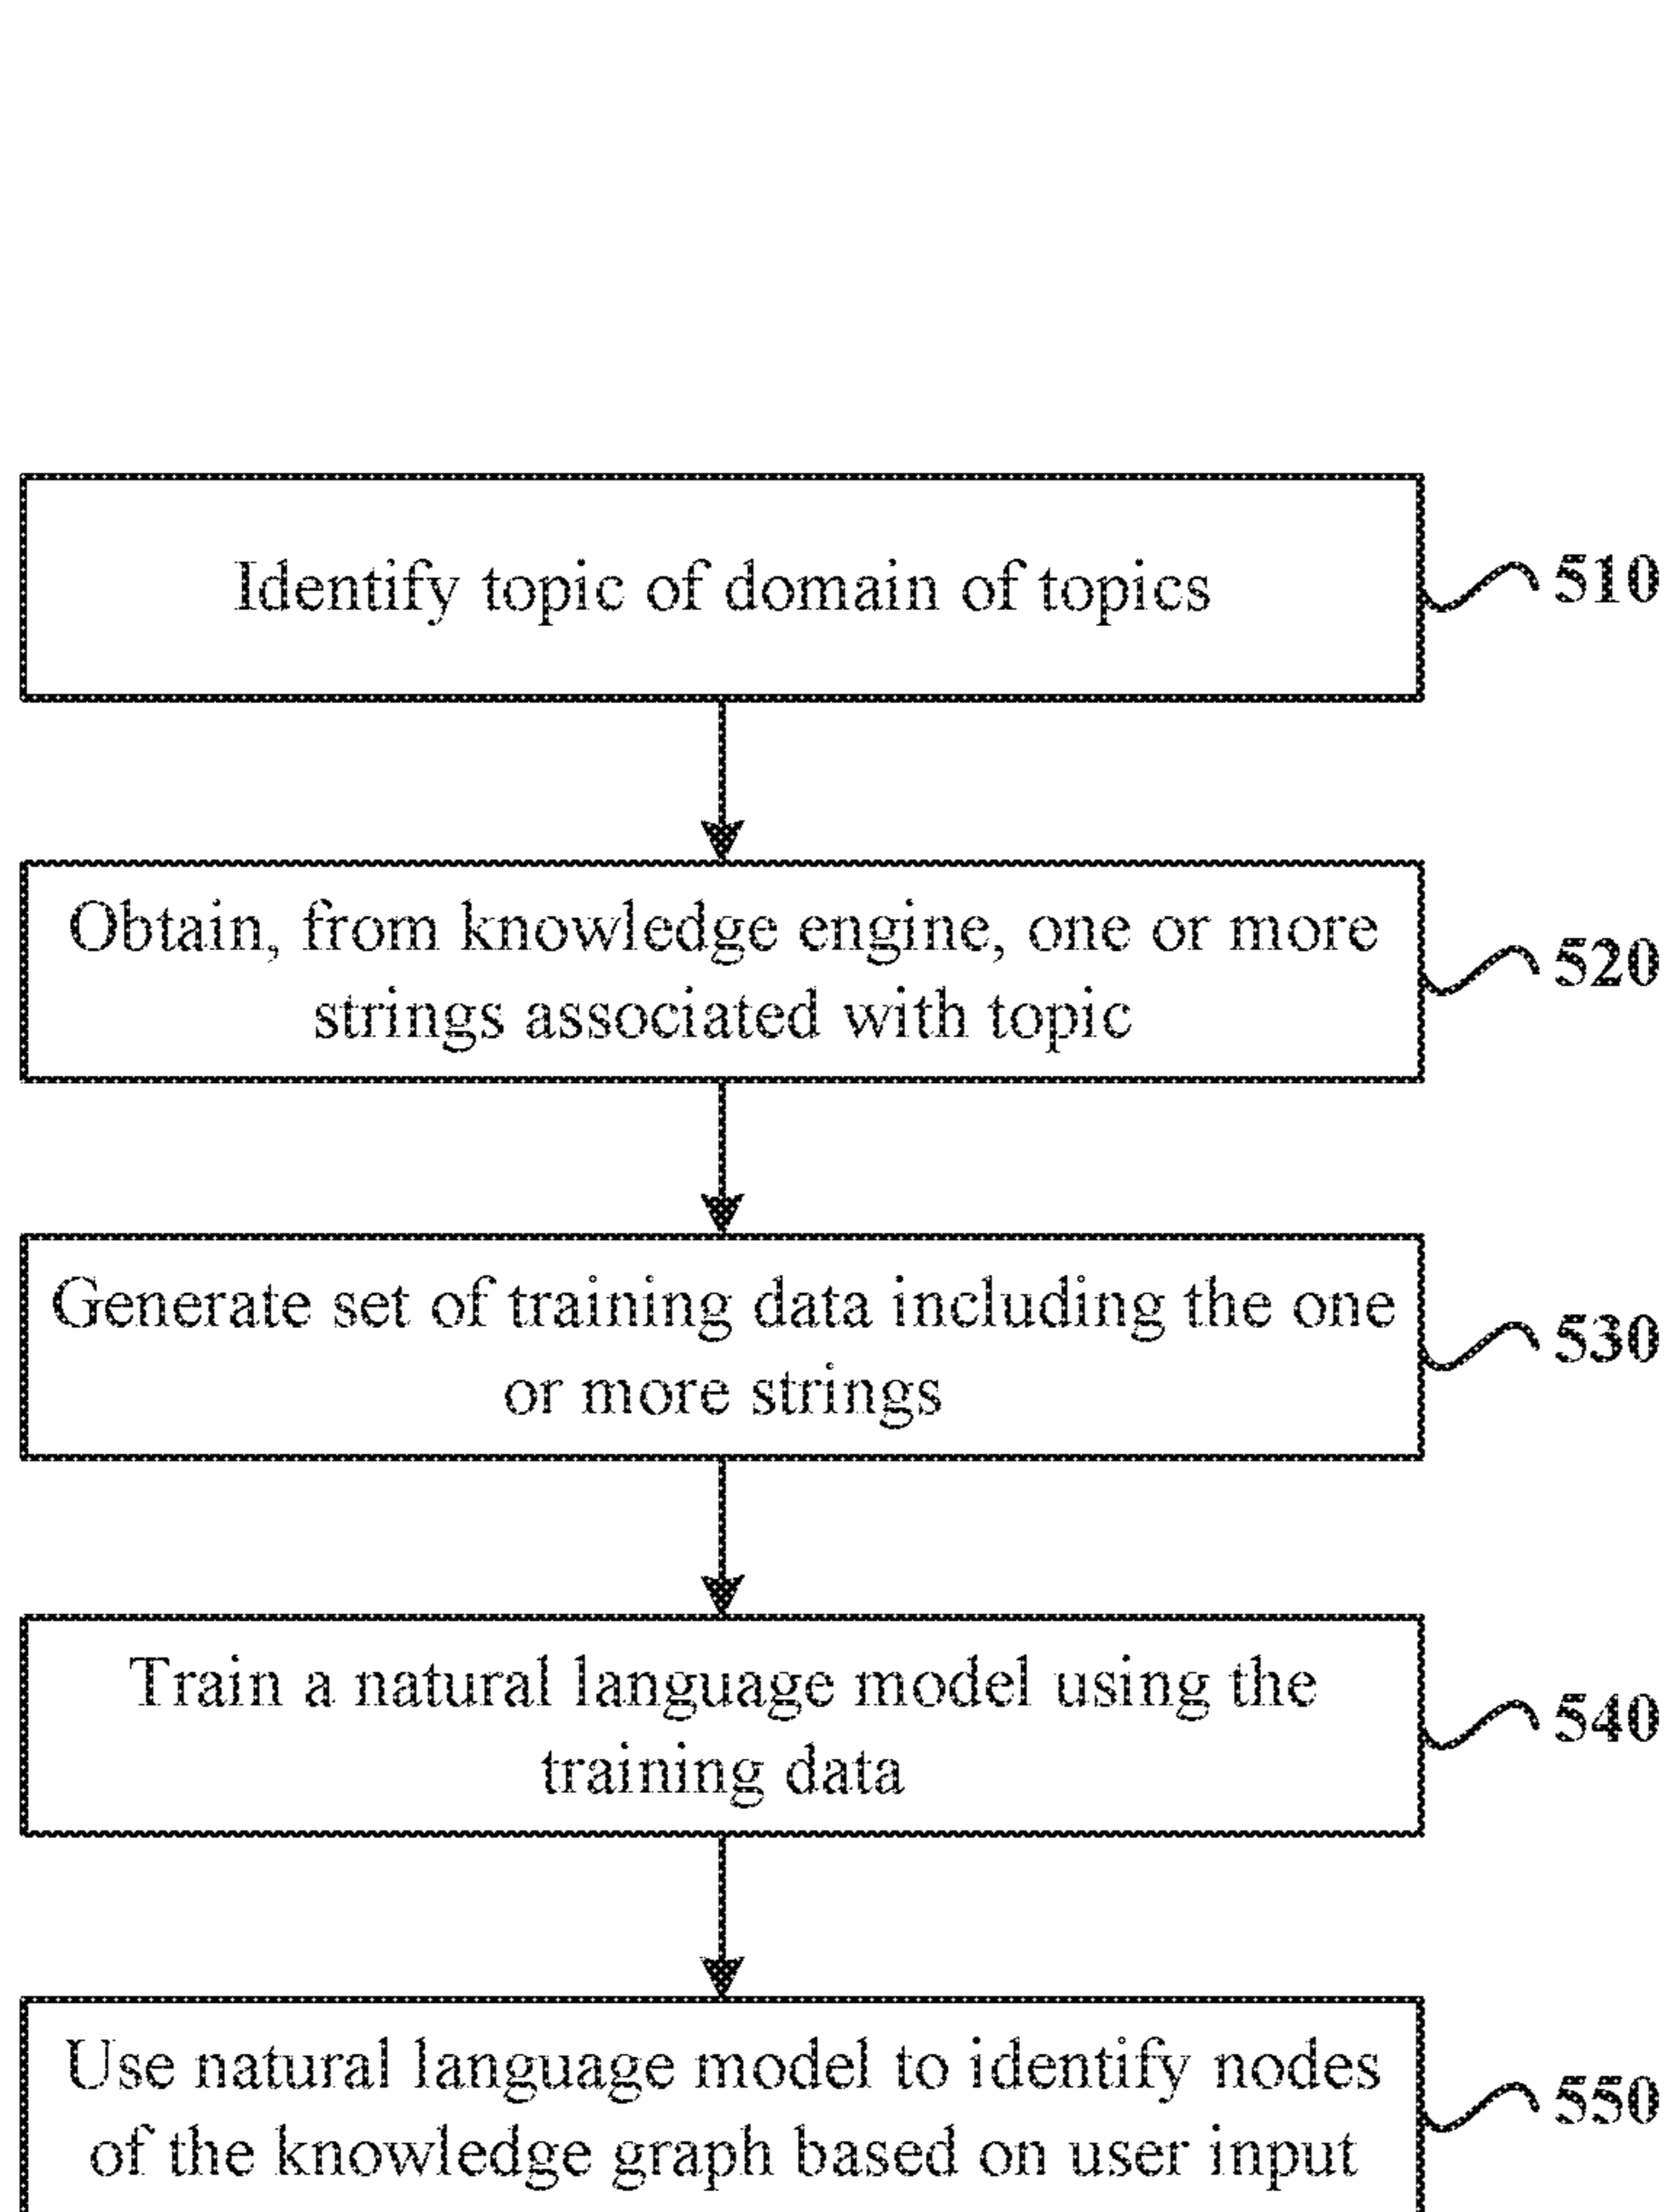 Identify topic of domain of topics
510
Obtain, from knowledge engine, one or more
strings associated with topic
520
Generate set of training data including the one
or more strings
530
Train a natural language model using the
training data
540
Use natural language model to identify nodes
of the knowledge graph based on user input
550